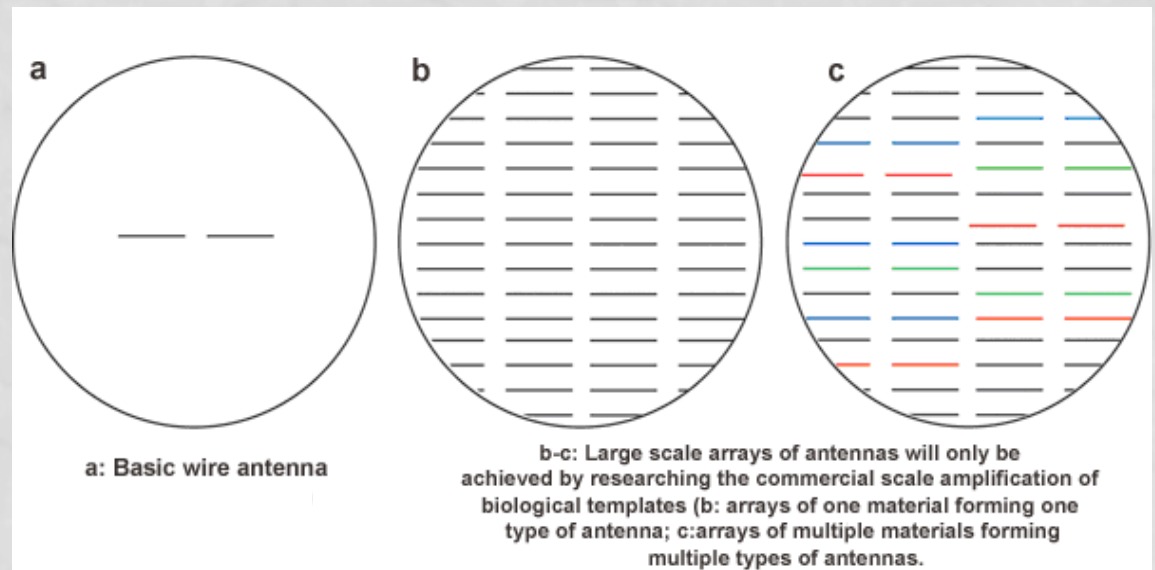 a
b
c
a: Basic wire antenna
b-c: Large scale arrays of antennas will only be
achieved by researching the commercial scale amplification of
biological templates (b: arrays of one material forming one
type of antenna; c:arrays of multiple materials forming
multiple types of antennas.